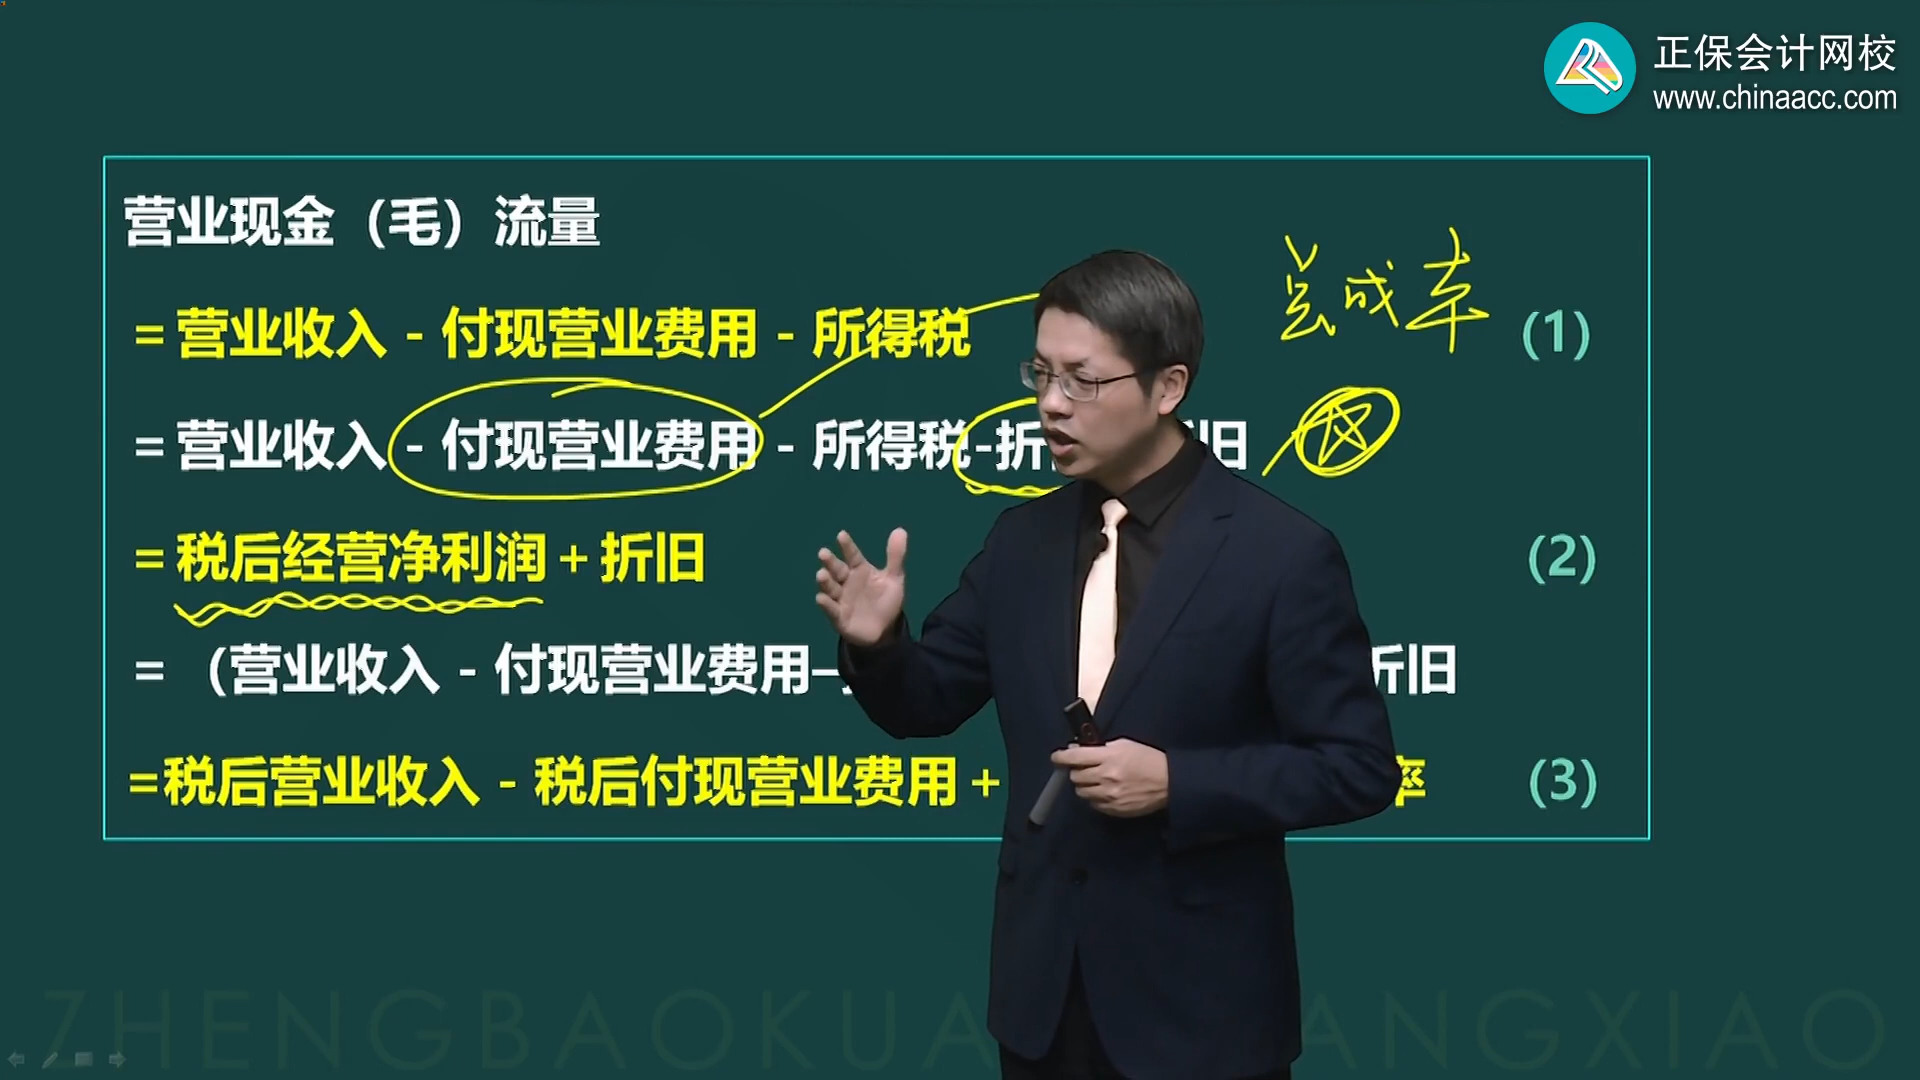 正保会计网校
www.chinaacc.com
营业现金（毛）流量
总成本
=营业收入 - 付现营业费用 - 所得税 (1)
=营业收入 - 付现营业费用 - 所得税-折 旧
=税后经营净利润+折旧 (2)
= （营业收入 - 付现营业费用– 折旧
=税后营业收入 - 税后付现营业费用+ 率 (3)
ZHENGBAOKUA ANGXIAO